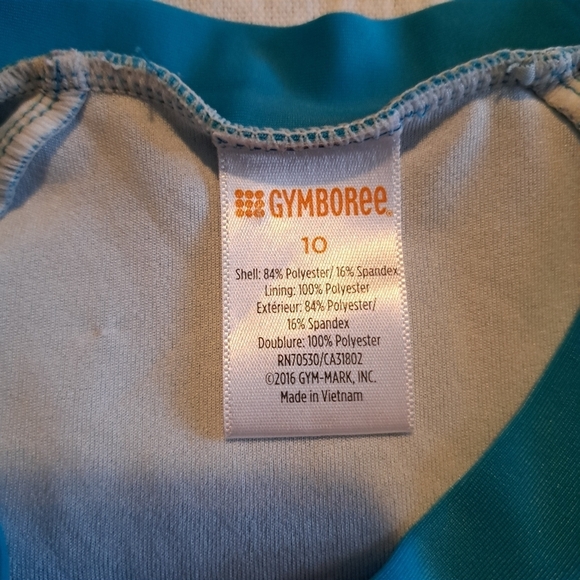 GYMBOREE
10
Shell: 84% Polyester/ 16% Spandex
Lining: 100% Polyester
Extérieur: 84% Polyester/
16% Spandex
Doublure: 100% Polyester
RN70530/CA31802
©2016 GYM-MARK, INC.
Made in Vietnam